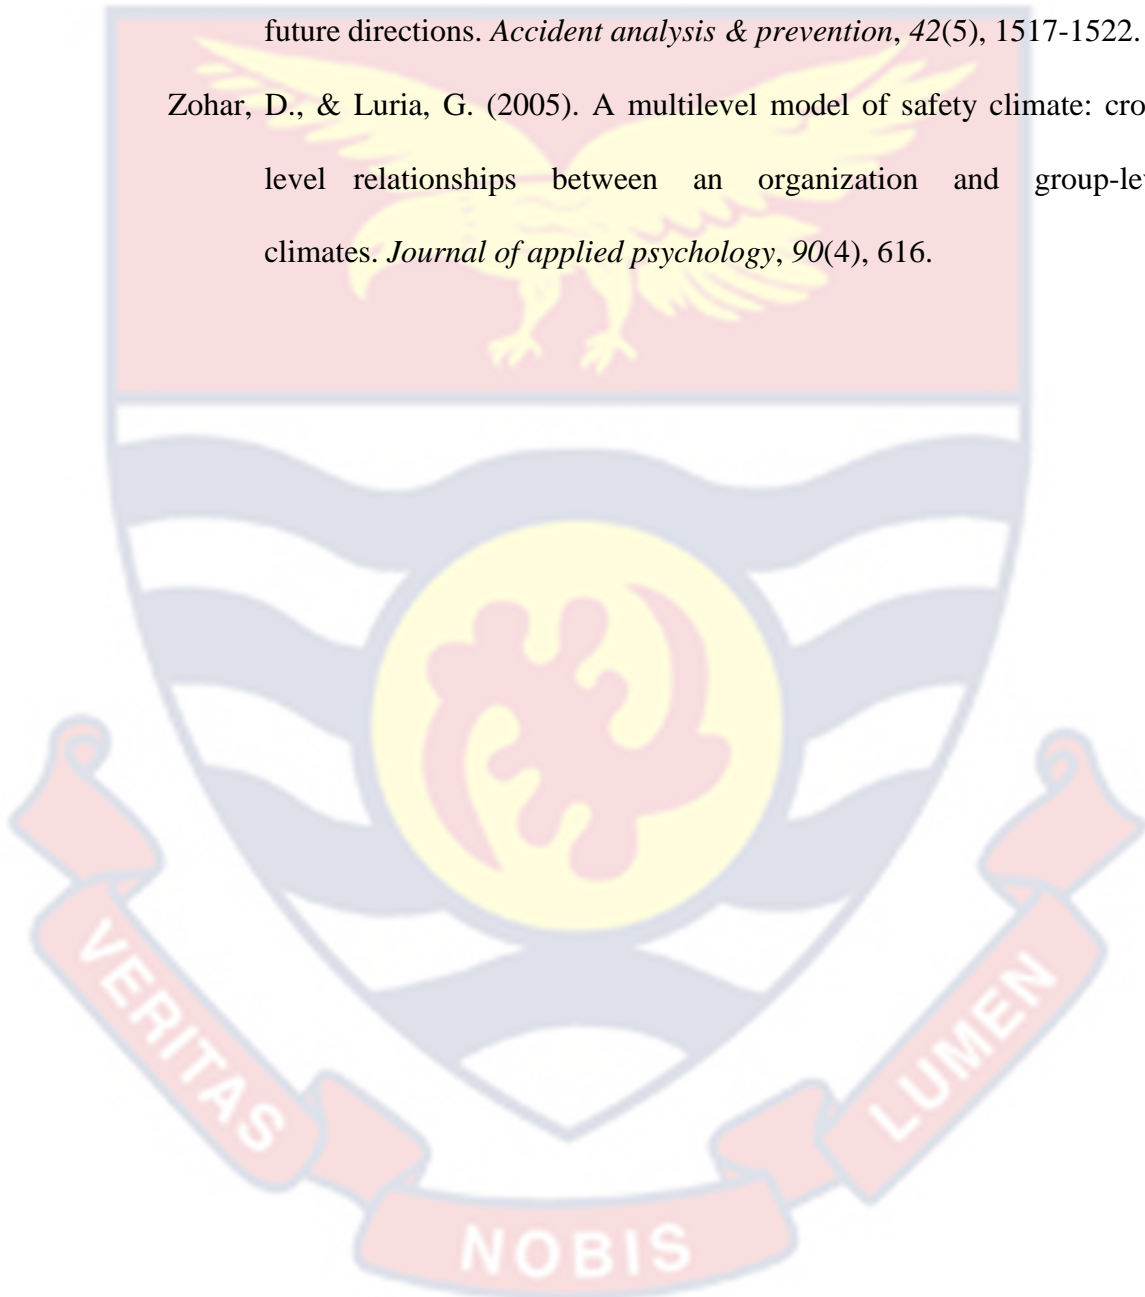 future directions. Accident analysis & prevention, 42(5), 1517-1522.
Zohar, D., & Luria, G. (2005). A multilevel model of safety climate: cro
level relationships between an organization and group-le
climates. Journal of applied psychology, 90(4), 616.
VERITAS
NOBIS
LUMEN